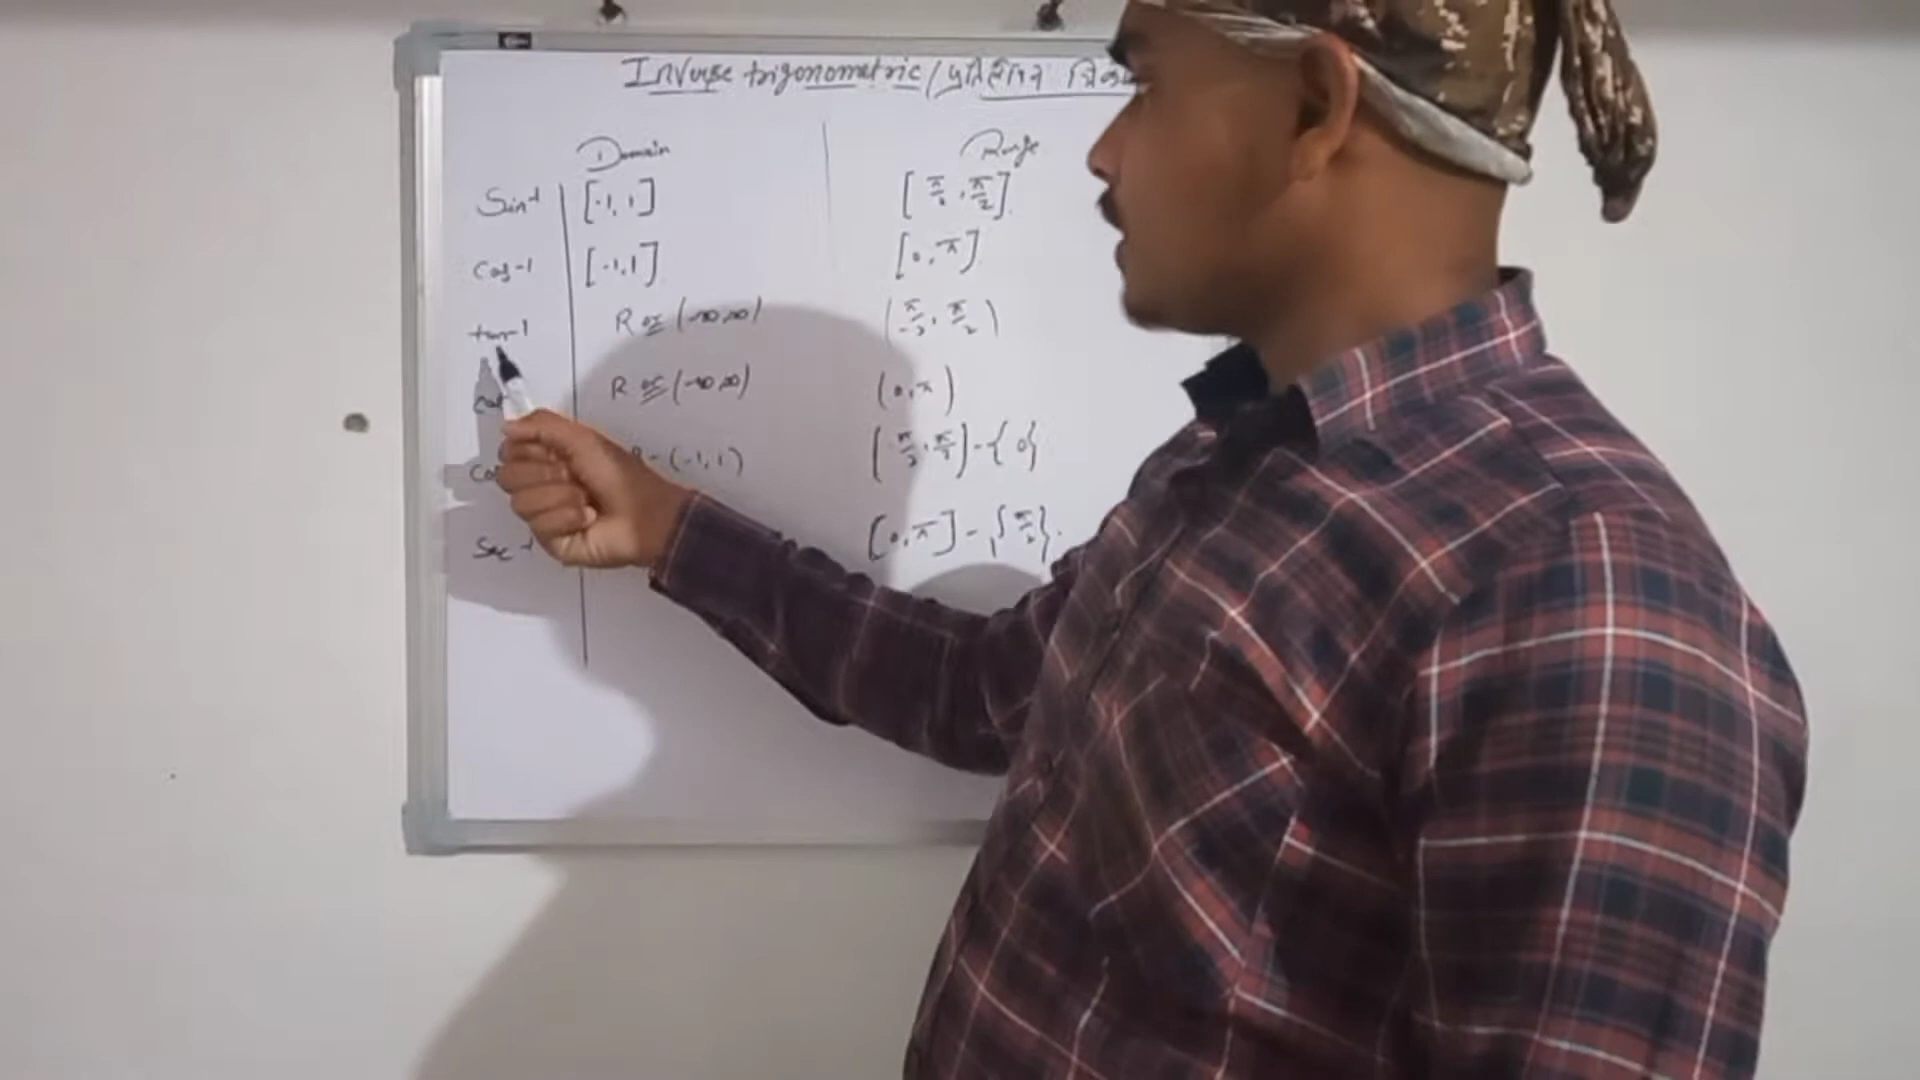 Inverse trigonometric / प्रतिलोम
Domain Range
Sin⁻¹ [-1, 1] [π/2, π/2].
Cos⁻¹ [-1, 1] [0, π].
tan⁻¹ R or (-∞, ∞) (π/-2, π/2)
R or (-∞, ∞) (0, π)
R - (-1, 1) [π/2, π/2] - {0}
Sec⁻¹ [0, π] - {π/2}.